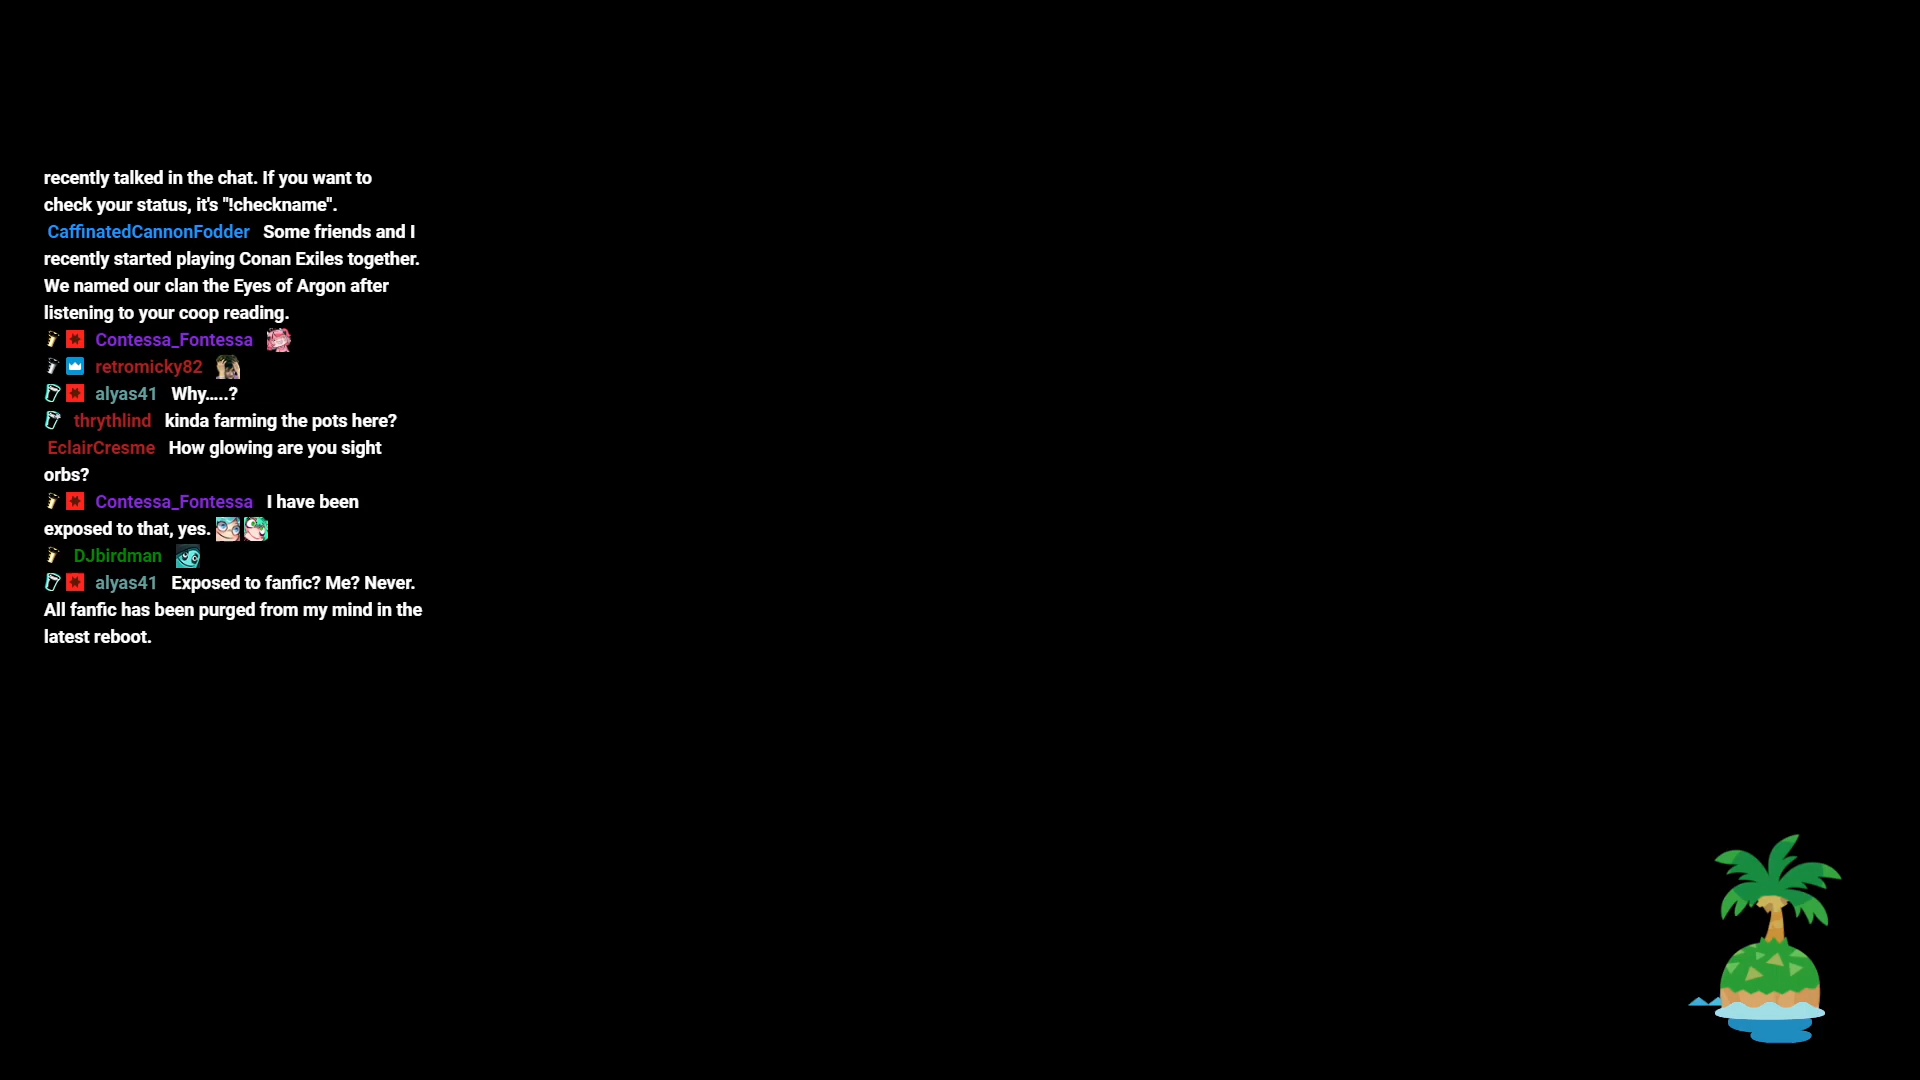 recently talked in the chat. If you want to
check your status, it's "!checkname".
CaffinatedCannonFodder Some friends and I
recently started playing Conan Exiles together.
We named our clan the Eyes of Argon after
listening to your coop reading.
Contessa_Fontessa
retromicky82
alyas41 Why.....?
thrythlind kinda farming the pots here?
EclairCresme How glowing are you sight
orbs?
Contessa_Fontessa I have been
exposed to that, yes.
DJbirdman
alyas41 Exposed to fanfic? Me? Never.
All fanfic has been purged from my mind in the
latest reboot.